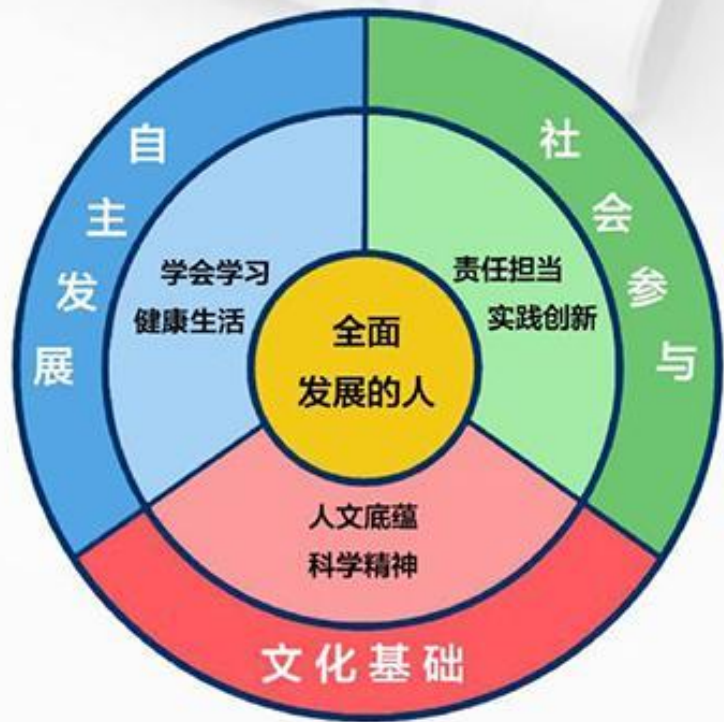 自主发展
社会参与
学会学习
健康生活
责任担当
实践创新
全面
发展的人
人文底蕴
科学精神
文化基础